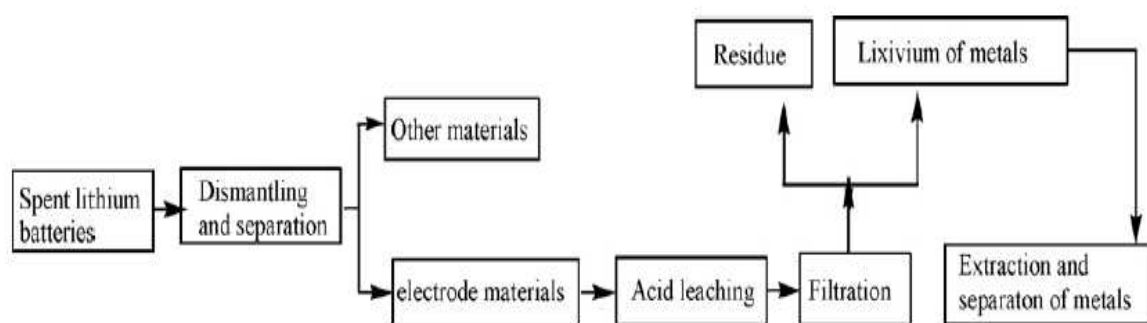 Spent lithium
batteries
Dismantling
and separation
Other materials
electrode materials
Acid leaching
Filtration
Residue
Lixivium of metals
Extraction and
separaton of metals